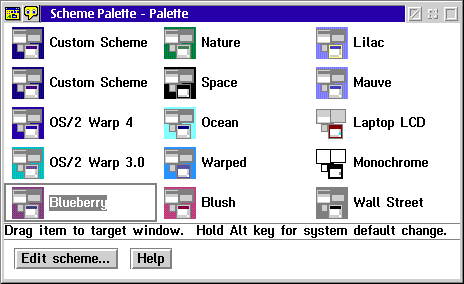 Scheme Palette - Palette
Custom Scheme Nature Lilac
Custom Scheme Space Mauve
OS/2 Warp 4 Ocean Laptop LCD
OS/2 Warp 3.0 Warped Monochrome
Blueberry Blush Wall Street
Drag item to target window. Hold Alt key for system default change.
Edit scheme... Help